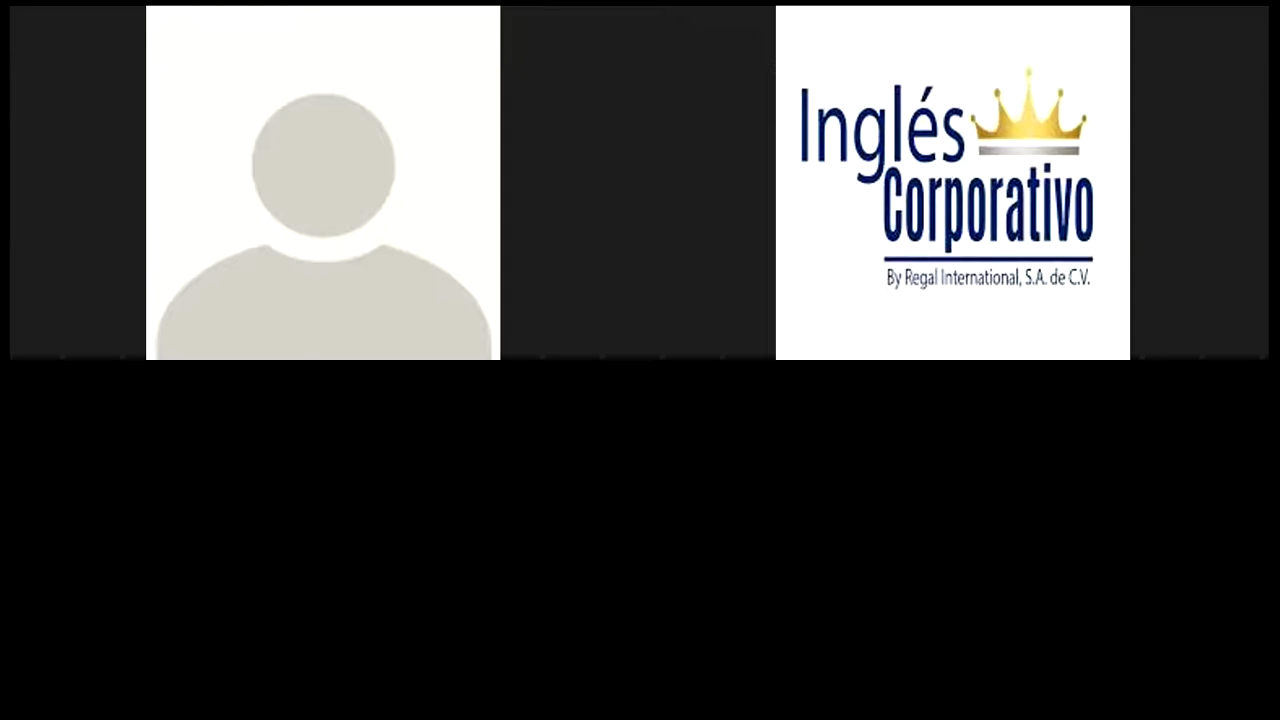 Inglés
Corporativo
By Regal International, S.A. de C.V.